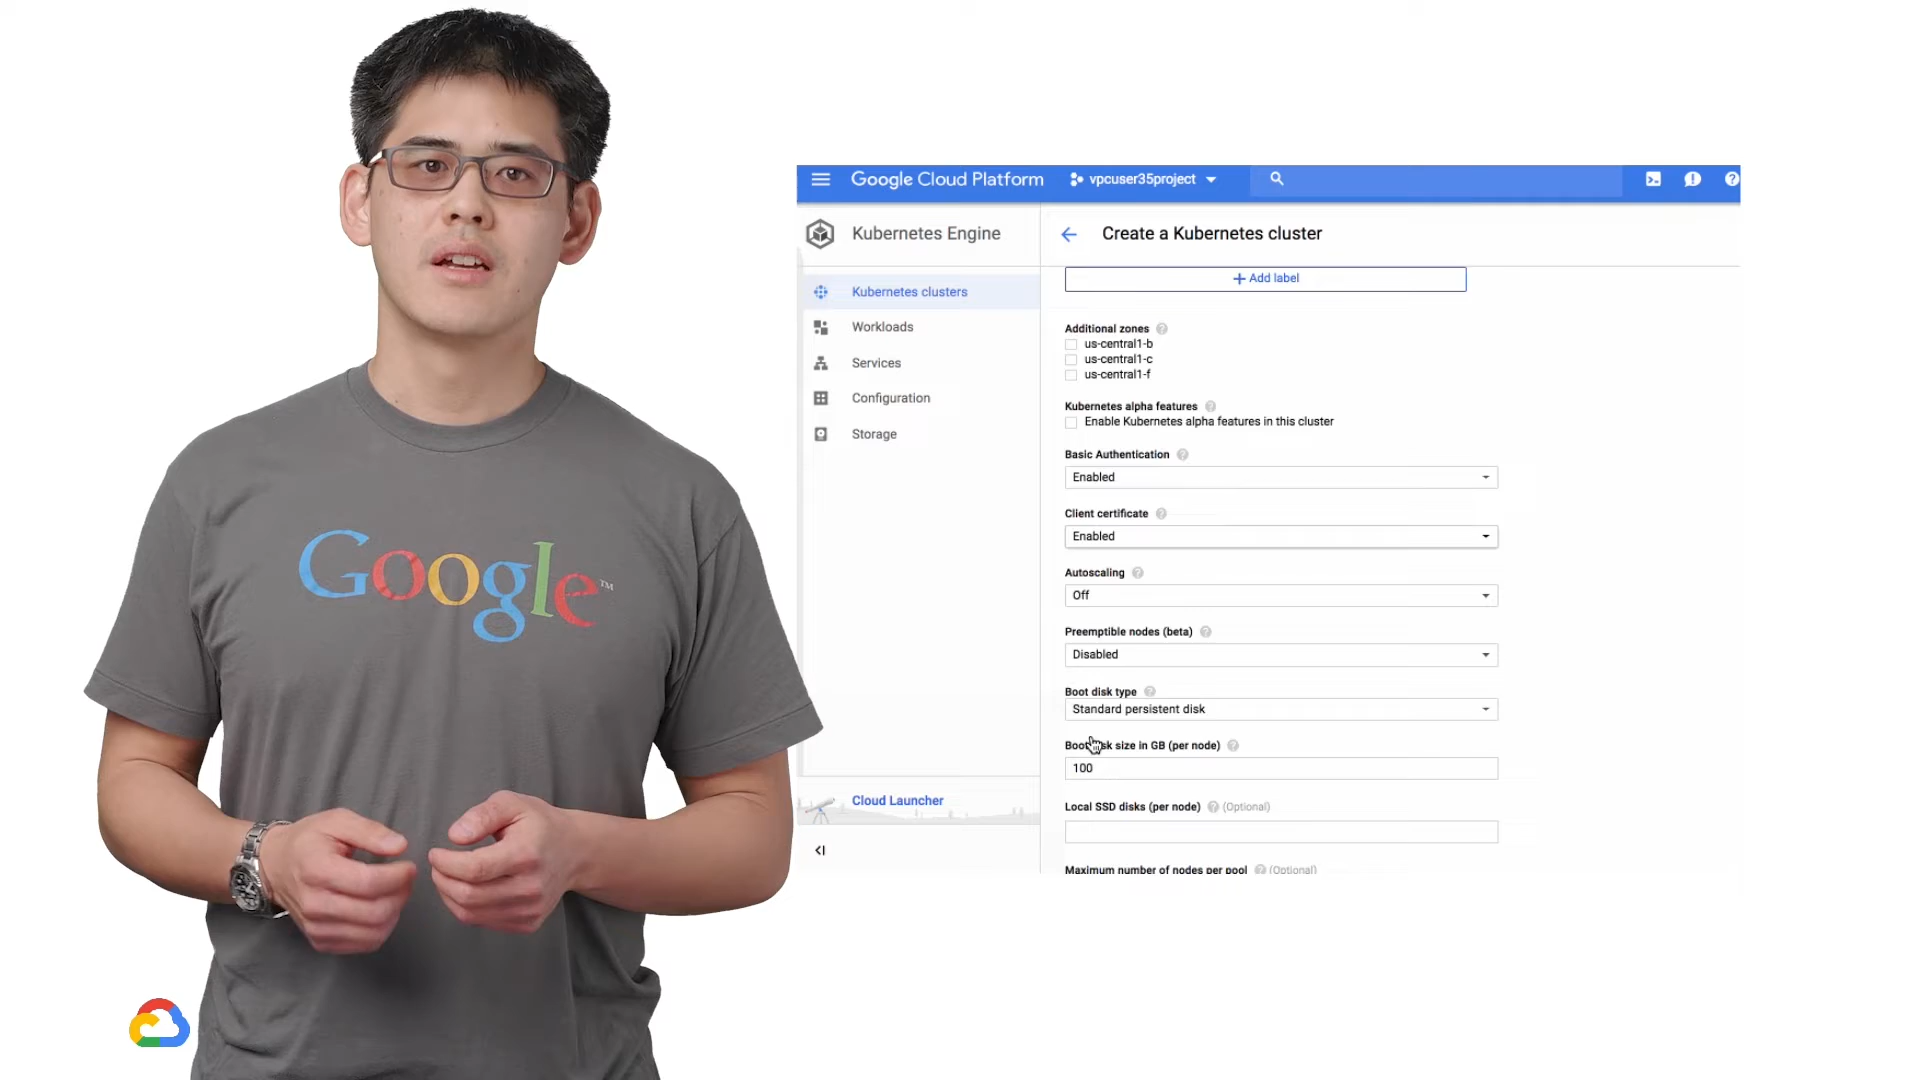 Google™
Google Cloud Platform
vpcuser35project
Kubernetes Engine
Create a Kubernetes cluster
Kubernetes clusters
Workloads
Services
Configuration
Storage
Cloud Launcher
+ Add label
Additional zones
us-central1-b
us-central1-c
us-central1-f
Kubernetes alpha features
Enable Kubernetes alpha features in this cluster
Basic Authentication
Enabled
Client certificate
Enabled
Autoscaling
Off
Preemptible nodes (beta)
Disabled
Boot disk type
Standard persistent disk
Boot disk size in GB (per node)
100
Local SSD disks (per node) (Optional)
Maximum number of nodes per pool (Optional)